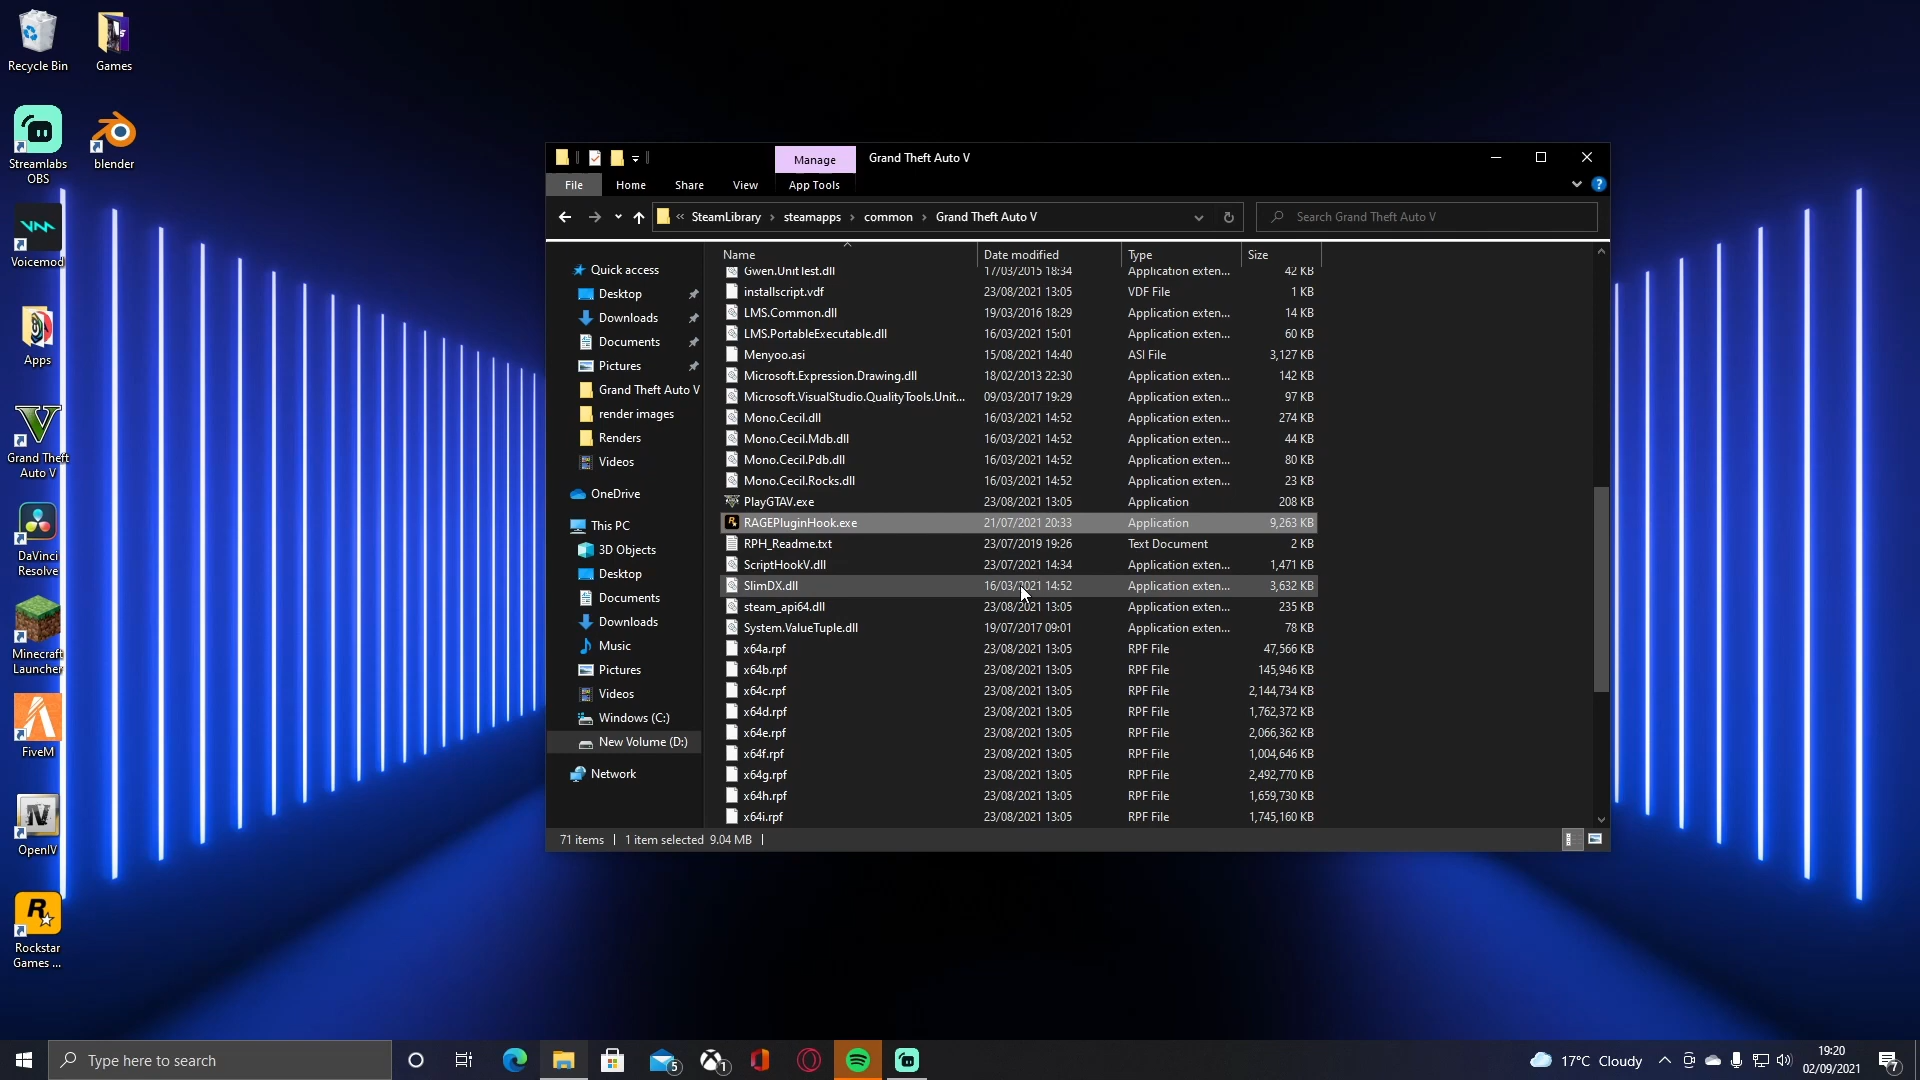 Recycle Bin
Games
Streamlabs
OBS
blender
Voicemod
Apps
Grand Theft
Auto V
DaVinci
Resolve
Minecraft
Launcher
FiveM
OpenIV
Rockstar
Games ...
Manage
Grand Theft Auto V
File
Home
Share
View
App Tools
« SteamLibrary › steamapps › common › Grand Theft Auto V
Search Grand Theft Auto V
Name Date modified Type Size
Quick access
Desktop
Downloads
Documents
Pictures
Grand Theft Auto V
render images
Renders
Videos
OneDrive
This PC
3D Objects
Desktop
Documents
Downloads
Music
Pictures
Videos
Windows (C:)
New Volume (D:)
Network
Gwen.UnitTest.dll 17/03/2015 18:34 Application exten... 42 KB
installscript.vdf 23/08/2021 13:05 VDF File 1 KB
LMS.Common.dll 19/03/2016 18:29 Application exten... 14 KB
LMS.PortableExecutable.dll 16/03/2021 15:01 Application exten... 60 KB
Menyoo.asi 15/08/2021 14:40 ASI File 3,127 KB
Microsoft.Expression.Drawing.dll 18/02/2013 22:30 Application exten... 142 KB
Microsoft.VisualStudio.QualityTools.Unit... 09/03/2017 19:29 Application exten... 97 KB
Mono.Cecil.dll 16/03/2021 14:52 Application exten... 274 KB
Mono.Cecil.Mdb.dll 16/03/2021 14:52 Application exten... 44 KB
Mono.Cecil.Pdb.dll 16/03/2021 14:52 Application exten... 80 KB
Mono.Cecil.Rocks.dll 16/03/2021 14:52 Application exten... 23 KB
PlayGTAV.exe 23/08/2021 13:05 Application 208 KB
RAGEPluginHook.exe 21/07/2021 20:33 Application 9,263 KB
RPH_Readme.txt 23/07/2019 19:26 Text Document 2 KB
ScriptHookV.dll 23/07/2021 14:34 Application exten... 1,471 KB
SlimDX.dll 16/03/2021 14:52 Application exten... 3,632 KB
steam_api64.dll 23/08/2021 13:05 Application exten... 235 KB
System.ValueTuple.dll 19/07/2017 09:01 Application exten... 78 KB
x64a.rpf 23/08/2021 13:05 RPF File 47,566 KB
x64b.rpf 23/08/2021 13:05 RPF File 145,946 KB
x64c.rpf 23/08/2021 13:05 RPF File 2,144,734 KB
x64d.rpf 23/08/2021 13:05 RPF File 1,762,372 KB
x64e.rpf 23/08/2021 13:05 RPF File 2,066,362 KB
x64f.rpf 23/08/2021 13:05 RPF File 1,004,646 KB
x64g.rpf 23/08/2021 13:05 RPF File 2,492,770 KB
x64h.rpf 23/08/2021 13:05 RPF File 1,659,730 KB
x64i.rpf 23/08/2021 13:05 RPF File 1,745,160 KB
71 items 1 item selected 9.04 MB
Type here to search
5
1
17°C Cloudy
19:20
02/09/2021
7